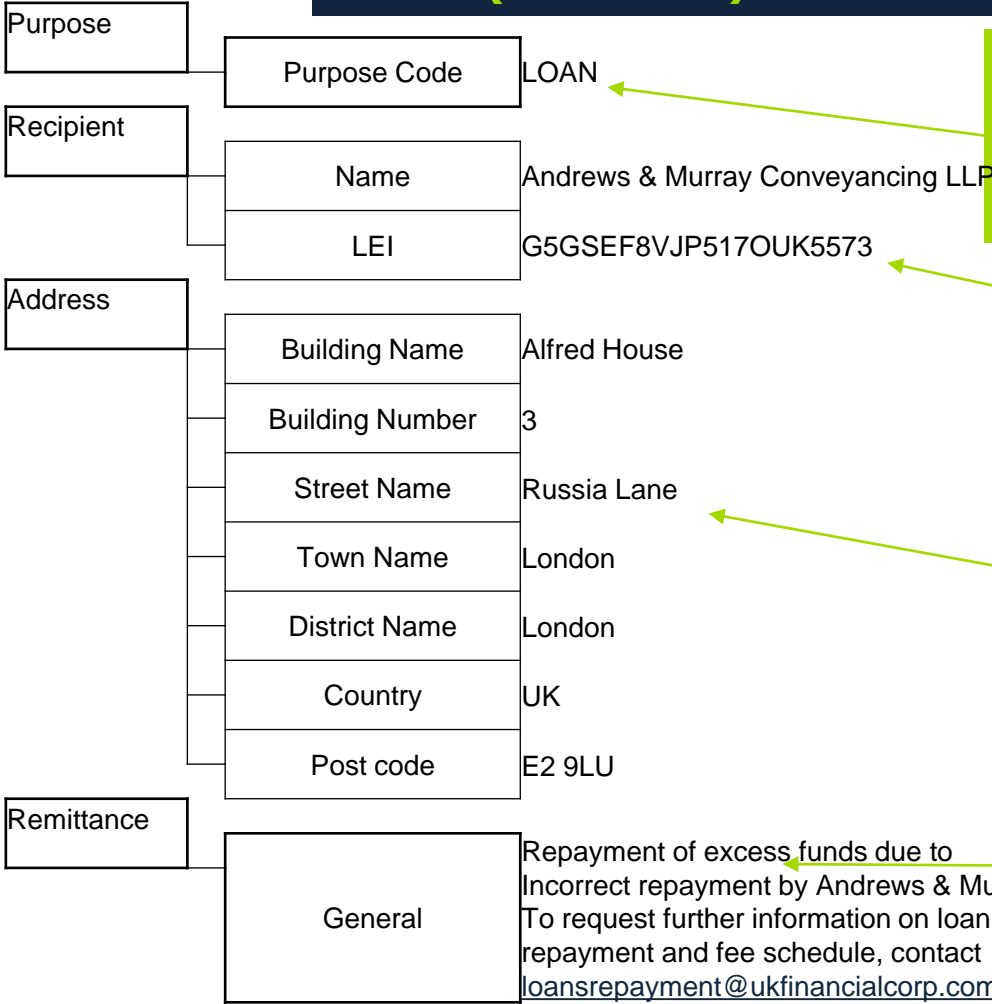 Purpose
Purpose Code LOAN
Recipient
Name Andrews & Murray Conveyancing LLP
LEI G5GSEF8VJP517OUK5573
Address
Building Name Alfred House
Building Number 3
Street Name Russia Lane
Town Name London
District Name London
Country UK
Post code E2 9LU
Remittance
General
Repayment of excess funds due to
Incorrect repayment by Andrews & Mu
To request further information on loan
repayment and fee schedule, contact
loansrepayment@ukfinancialcorp.com